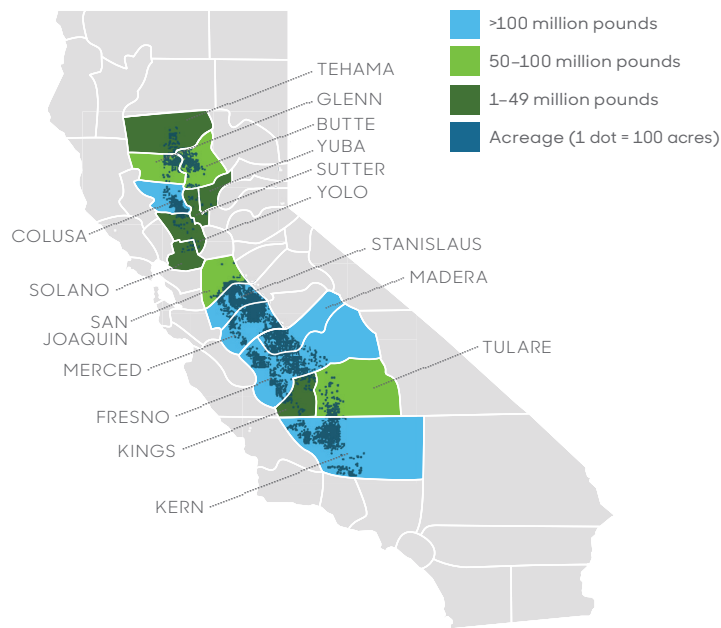 >100 million pounds
50–100 million pounds
1–49 million pounds
Acreage (1 dot = 100 acres)
TEHAMA
GLENN
BUTTE
YUBA
SUTTER
YOLO
COLUSA
STANISLAUS
MADERA
SOLANO
SAN
JOAQUIN
MERCED
TULARE
FRESNO
KINGS
KERN